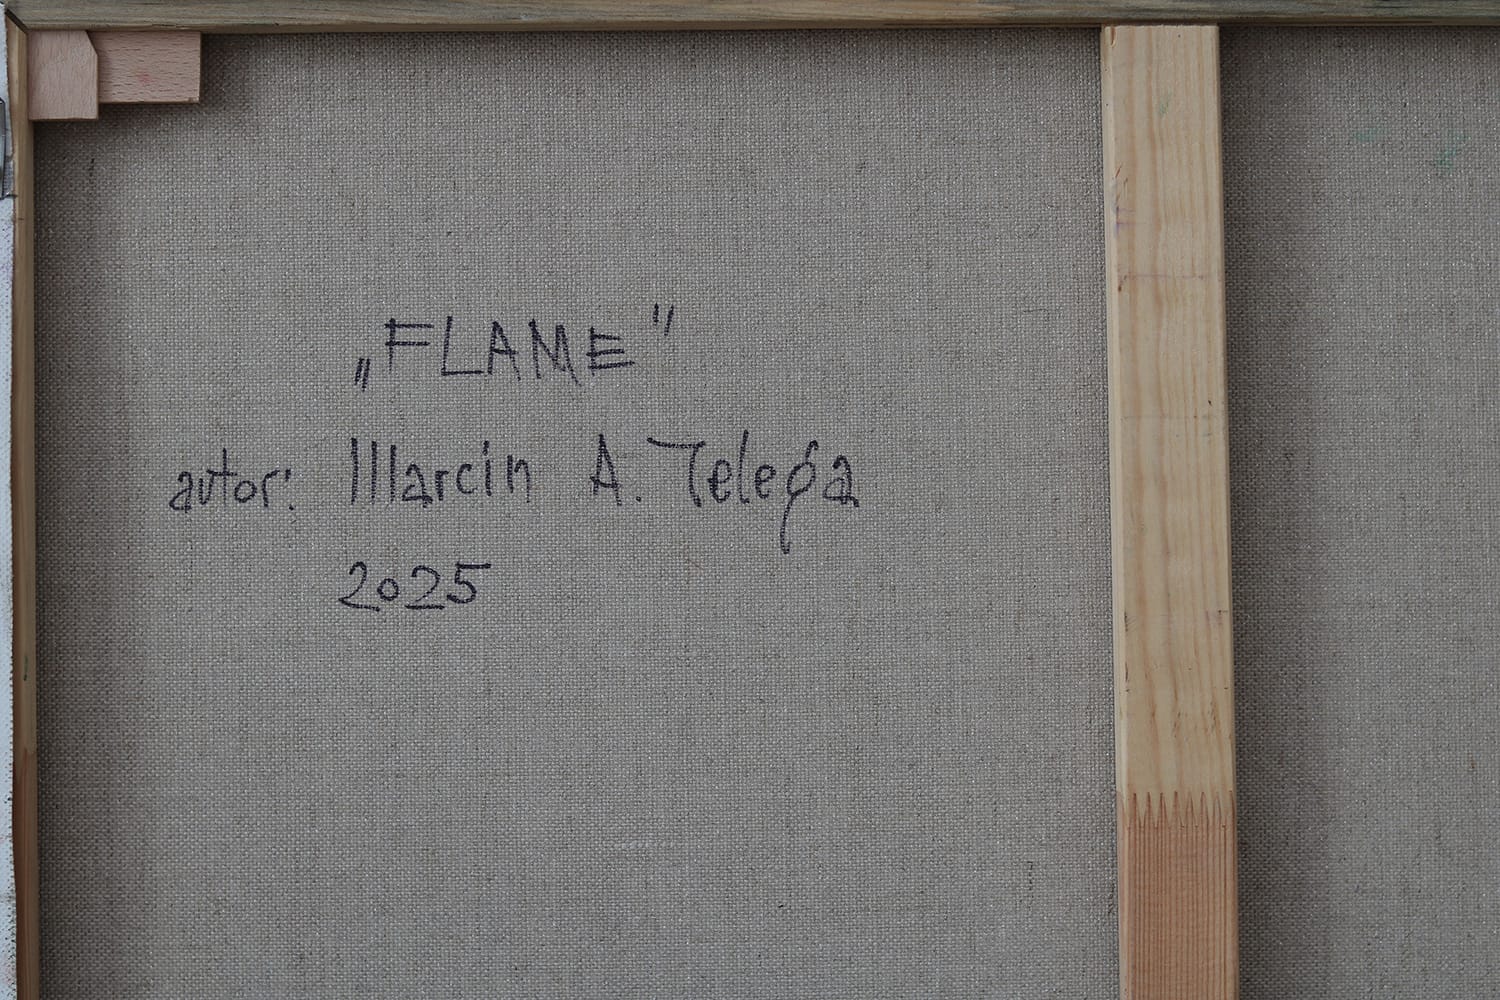 „FLAME”
autor: Marcin A. Telega
2025